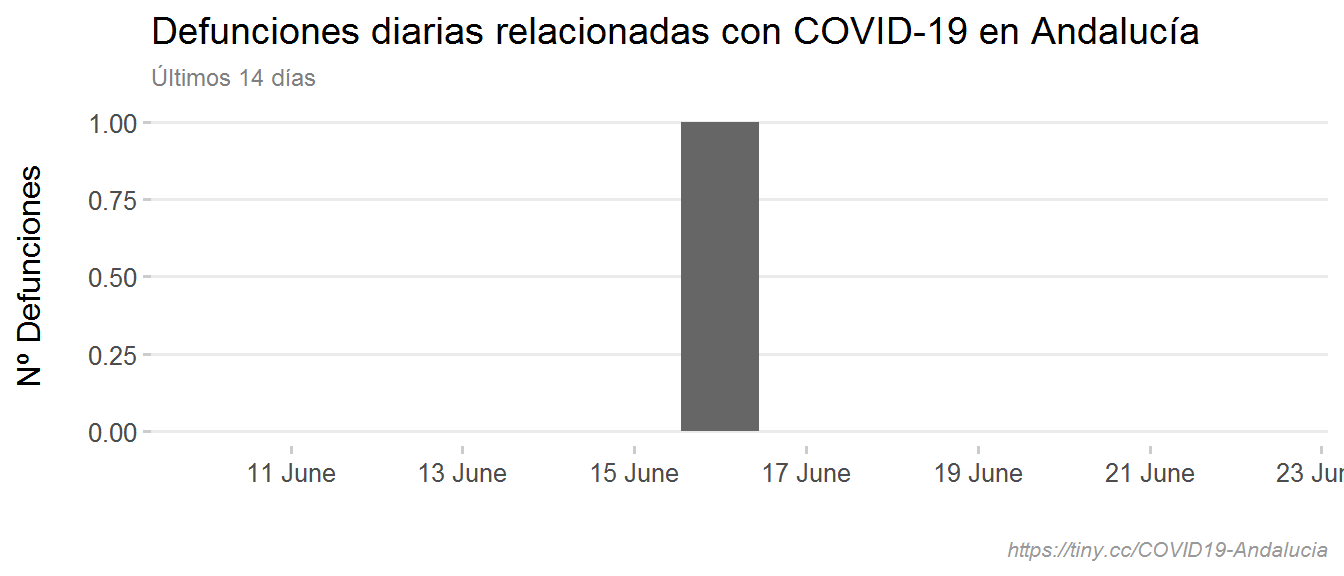 Defunciones diarias relacionadas con COVID-19 en Andalucía
Últimos 14 días
Nº Defunciones
1.00
0.75
0.50
0.25
0.00
11 June
13 June
15 June
17 June
19 June
21 June
23 Jun
https://tiny.cc/COVID19-Andalucia